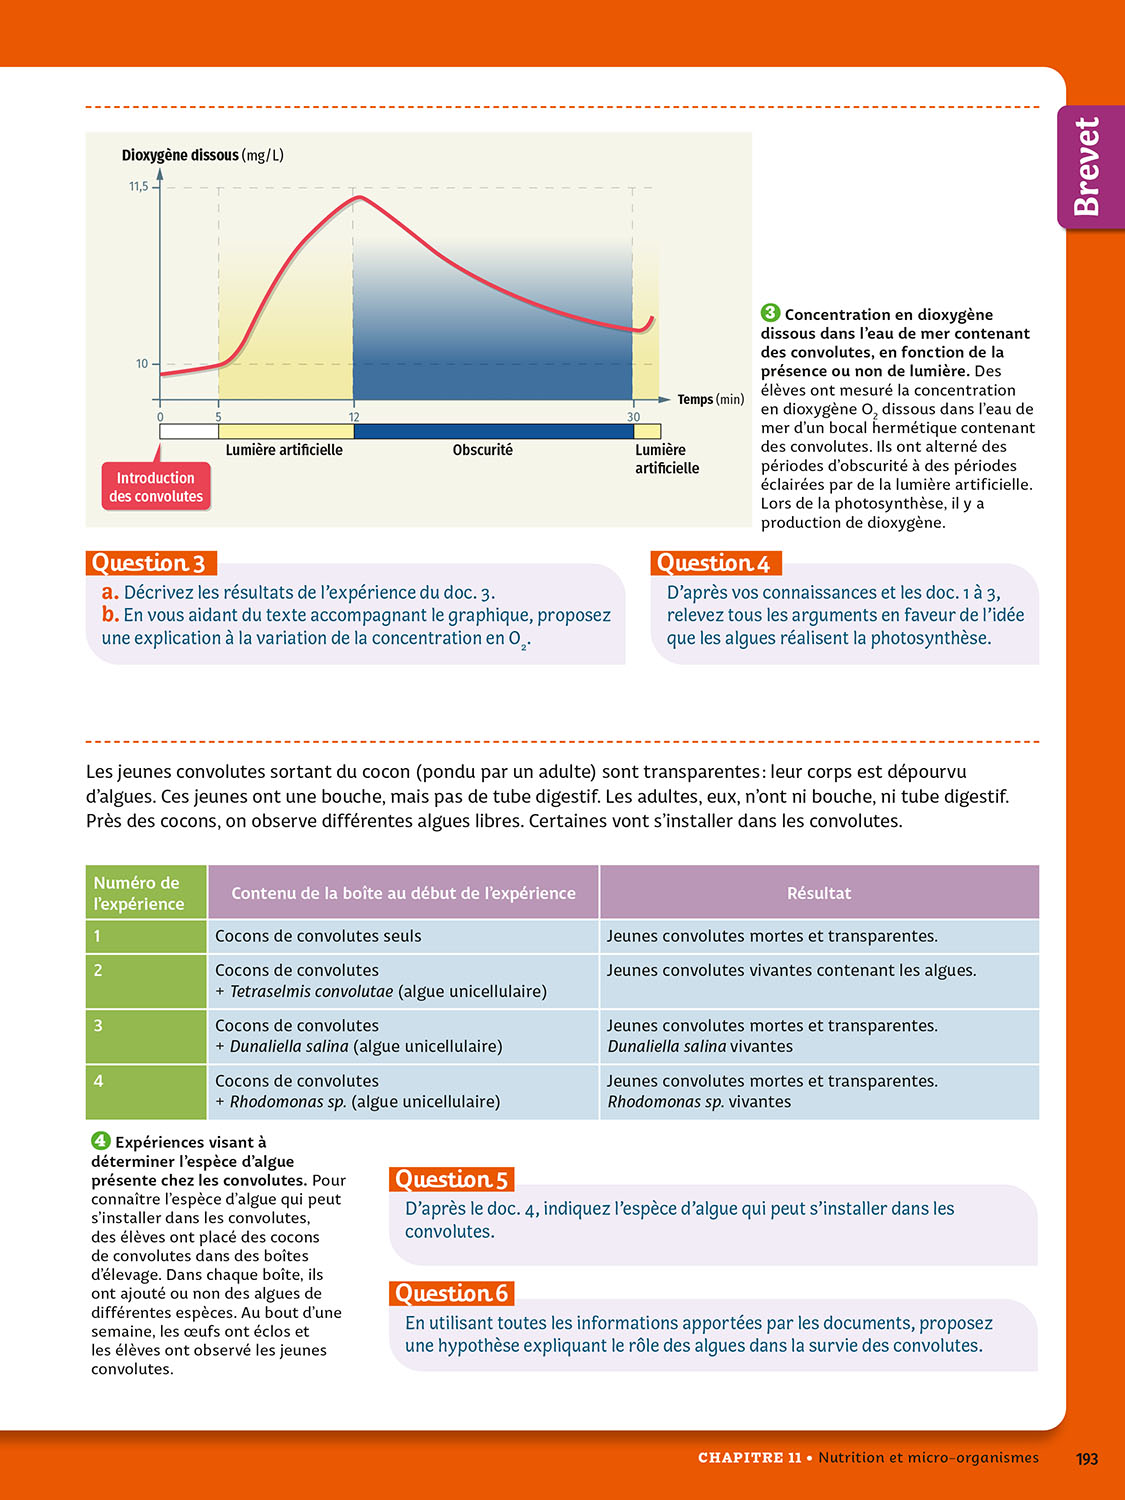 Brevet
Dioxygène dissous (mg/L)
11,5
10
0 5 12 30
Temps (min)
Lumière artificielle
Obscurité
Lumière
artificielle
Introduction
des convolutes
3 Concentration en dioxygène
dissous dans l'eau de mer contenant
des convolutes, en fonction de la
présence ou non de lumière. Des
élèves ont mesuré la concentration
en dioxygène O₂ dissous dans l'eau de
mer d'un bocal hermétique contenant
des convolutes. Ils ont alterné des
périodes d'obscurité à des périodes
éclairées par de la lumière artificielle.
Lors de la photosynthèse, il y a
production de dioxygène.
Question 3
a. Décrivez les résultats de l'expérience du doc. 3.
b. En vous aidant du texte accompagnant le graphique, proposez
une explication à la variation de la concentration en O₂.
Question 4
D'après vos connaissances et les doc. 1 à 3,
relevez tous les arguments en faveur de l'idée
que les algues réalisent la photosynthèse.
Les jeunes convolutes sortant du cocon (pondu par un adulte) sont transparentes : leur corps est dépourvu
d'algues. Ces jeunes ont une bouche, mais pas de tube digestif. Les adultes, eux, n'ont ni bouche, ni tube digestif.
Près des cocons, on observe différentes algues libres. Certaines vont s'installer dans les convolutes.
Numéro de
l'expérience
Contenu de la boîte au début de l'expérience
Résultat
1
Cocons de convolutes seuls
Jeunes convolutes mortes et transparentes.
2
Cocons de convolutes
+ Tetraselmis convolutae (algue unicellulaire)
Jeunes convolutes vivantes contenant les algues.
3
Cocons de convolutes
+ Dunaliella salina (algue unicellulaire)
Jeunes convolutes mortes et transparentes.
Dunaliella salina vivantes
4
Cocons de convolutes
+ Rhodomonas sp. (algue unicellulaire)
Jeunes convolutes mortes et transparentes.
Rhodomonas sp. vivantes
4 Expériences visant à
déterminer l'espèce d'algue
présente chez les convolutes. Pour
connaître l'espèce d'algue qui peut
s'installer dans les convolutes,
des élèves ont placé des cocons
de convolutes dans des boîtes
d'élevage. Dans chaque boîte, ils
ont ajouté ou non des algues de
différentes espèces. Au bout d'une
semaine, les œufs ont éclos et
les élèves ont observé les jeunes
convolutes.
Question 5
D'après le doc. 4, indiquez l'espèce d'algue qui peut s'installer dans les
convolutes.
Question 6
En utilisant toutes les informations apportées par les documents, proposez
une hypothèse expliquant le rôle des algues dans la survie des convolutes.
CHAPITRE 11 • Nutrition et micro-organismes 193